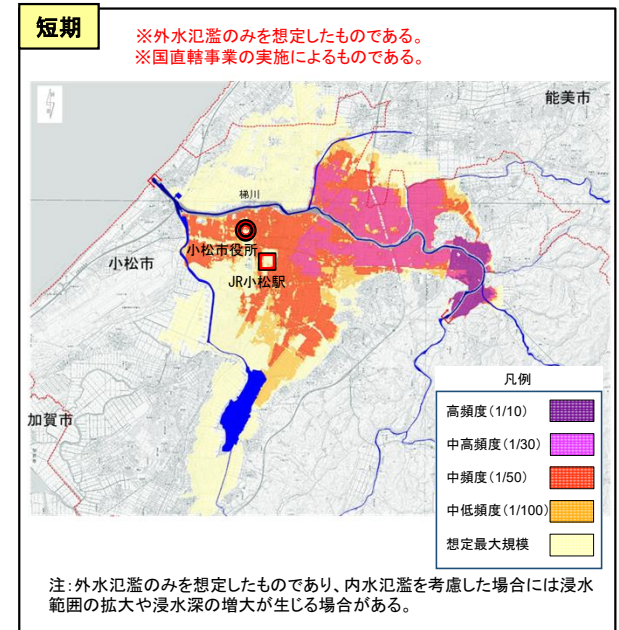 短期
※外水氾濫のみを想定したものである。
※国直轄事業の実施によるものである。
能美市
梯川
小松市役所
小松市
JR小松駅
加賀市
凡例
高頻度(1/10)
中高頻度(1/30)
中頻度(1/50)
中低頻度(1/100)
想定最大規模
注:外水氾濫のみを想定したものであり、内水氾濫を考慮した場合には浸水
範囲の拡大や浸水深の増大が生じる場合がある。